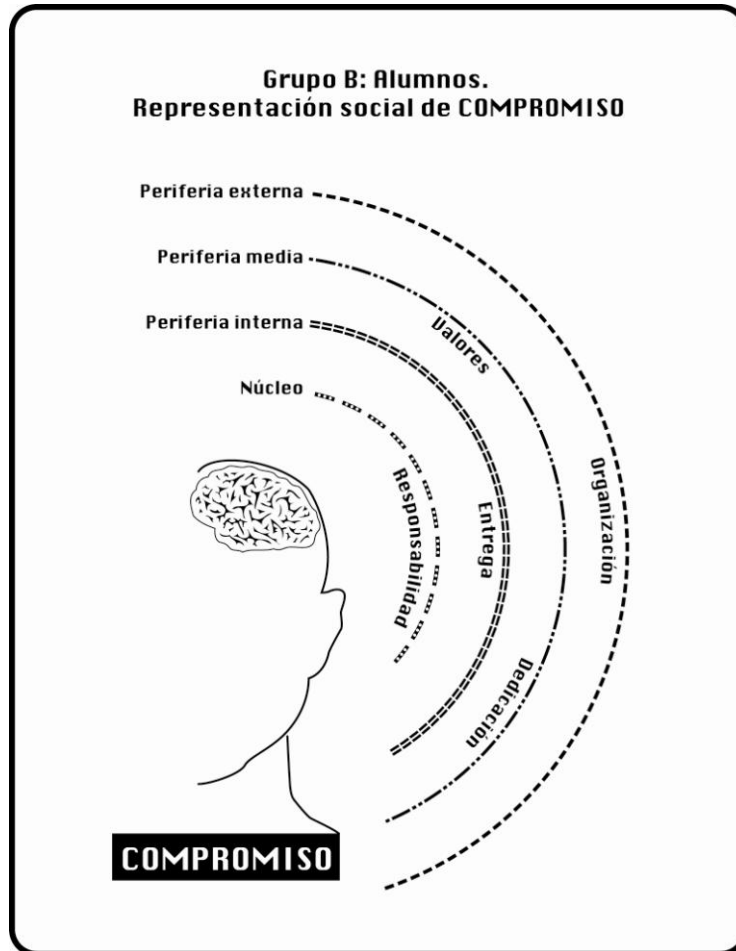 Grupo B: Alumnos.
Representación social de COMPROMISO
Periferia externa
Periferia media
Periferia interna
Núcleo
Valores
Organización
Entrega
Responsabilidad
Dedicación
COMPROMISO